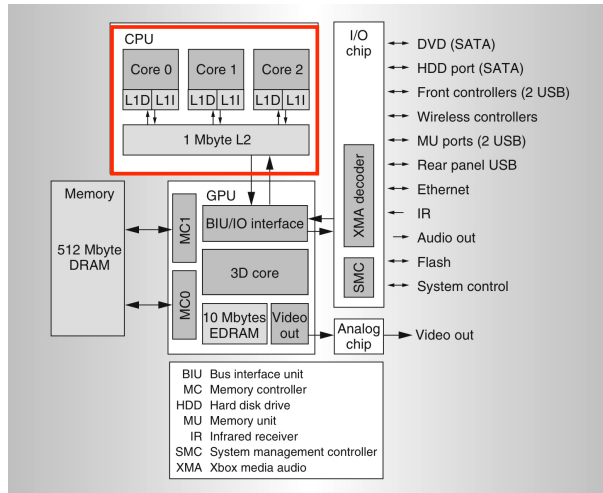 CPU
Core 0 Core 1 Core 2
L1D L1I L1D L1I L1D L1I
1 Mbyte L2
I/O
chip
XMA decoder
SMC
DVD (SATA)
HDD port (SATA)
Front controllers (2 USB)
Wireless controllers
MU ports (2 USB)
Rear panel USB
Ethernet
IR
Audio out
Flash
System control
Memory
512 Mbyte
DRAM
GPU
MC1
MC0
BIU/IO interface
3D core
10 Mbytes
EDRAM
Video
out
Analog
chip
Video out
BIU Bus interface unit
MC Memory controller
HDD Hard disk drive
MU Memory unit
IR Infrared receiver
SMC System management controller
XMA Xbox media audio